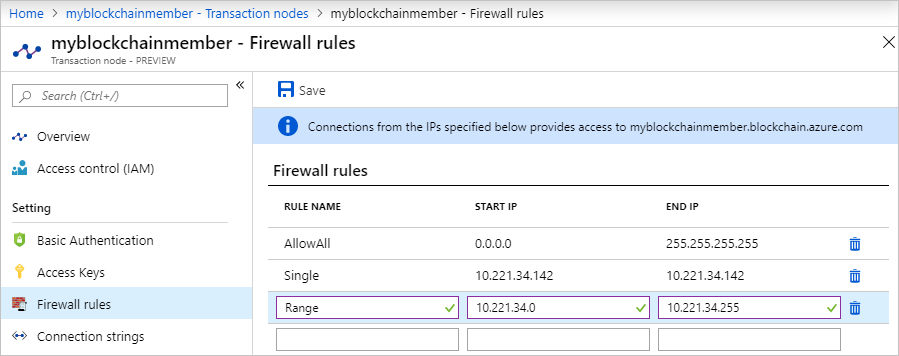 Home > myblockchainmember - Transaction nodes > myblockchainmember - Firewall rules
myblockchainmember - Firewall rules
Transaction node - PREVIEW
Search (Ctrl+/)
Overview
Access control (IAM)
Setting
Basic Authentication
Access Keys
Firewall rules
Connection strings
Save
Connections from the IPs specified below provides access to myblockchainmember.blockchain.azure.com
Firewall rules
RULE NAME START IP END IP
AllowAll 0.0.0.0 255.255.255.255
Single 10.221.34.142 10.221.34.142
Range 10.221.34.0 10.221.34.255